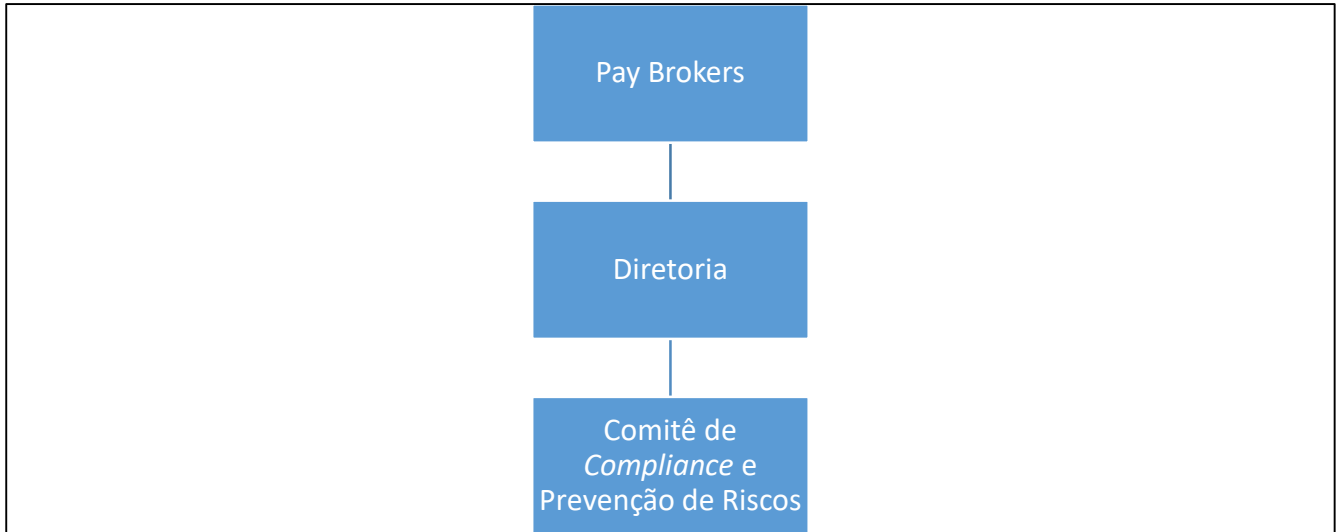 Pay Brokers
Diretoria
Comitê de
Compliance e
Prevenção de Riscos